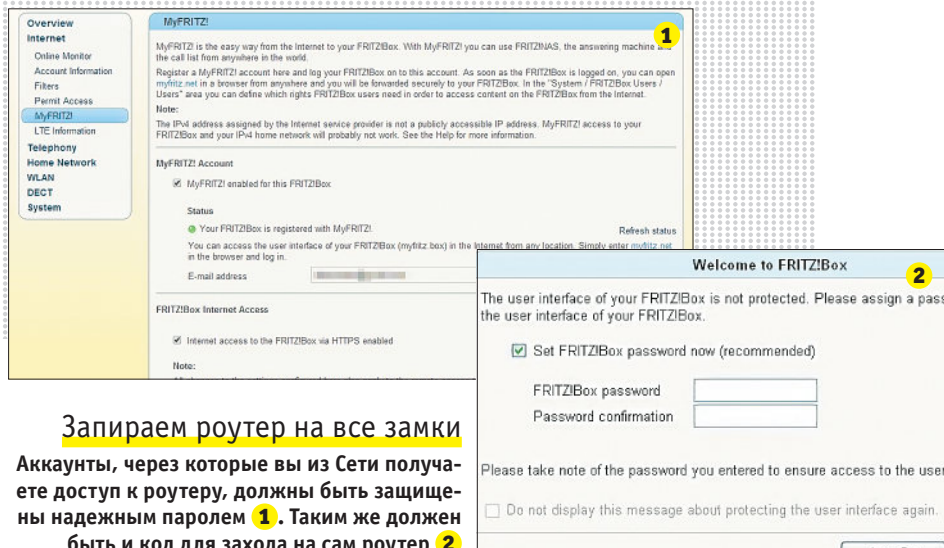 Overview
Internet
Online Monitor
Account Information
Filters
Permit Access
MyFRITZ!
LTE Information
Telephony
Home Network
WLAN
DECT
System
MyFRITZ!
1
MyFRITZ! is the easy way from the Internet to your FRITZ!Box. With MyFRITZ! you can use FRITZ!NAS, the answering machine and
the call list from anywhere in the world.
Register a MyFRITZ! account here and log your FRITZ!Box on to this account. As soon as the FRITZ!Box is logged on, you can open
myfritz.net in a browser from anywhere and you will be forwarded securely to your FRITZ!Box. In the "System / FRITZ!Box Users /
Users" area you can define which rights FRITZ!Box users need in order to access content on the FRITZ!Box from the Internet.
Note:
The IPv4 address assigned by the Internet service provider is not a publicly accessible IP address. MyFRITZ! access to your
FRITZ!Box and your IPv4 home network will probably not work. See the Help for more information.
MyFRITZ! Account
MyFRITZ! enabled for this FRITZ!Box
Status
Your FRITZ!Box is registered with MyFRITZ!.
Refresh status
You can access the user interface of your FRITZ!Box (myfritz.box) in the Internet from any location. Simply enter myfritz.net
in the browser and log in.
E-mail address
FRITZ!Box Internet Access
Internet access to the FRITZ!Box via HTTPS enabled
Note:
Welcome to FRITZ!Box
2
The user interface of your FRITZ!Box is not protected. Please assign a pass
the user interface of your FRITZ!Box.
Set FRITZ!Box password now (recommended)
FRITZ!Box password
Password confirmation
Please take note of the password you entered to ensure access to the user
Do not display this message about protecting the user interface again.
Запираем роутер на все замки
Аккаунты, через которые вы из Сети получа-
ете доступ к роутеру, должны быть защище-
ны надежным паролем 1. Таким же должен
быть и код для захода на сам роутер 2